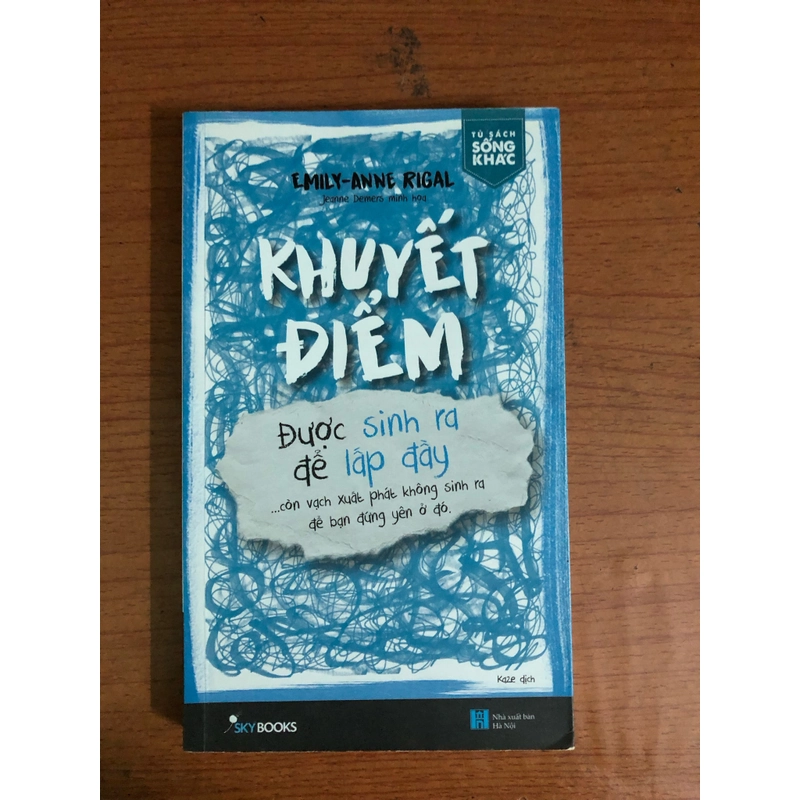 TỦ SÁCH
SỐNG
KHÁC
EMILY-ANNE RIGAL
Jeanne Demers minh họa
KHUYẾT
ĐIỂM
Được sinh ra
để lấp đầy
...còn vạch xuất phát không sinh ra
để bạn đứng yên ở đó.
Kaze dịch
SKYBOOKS
Nhà xuất bản
Hà Nội